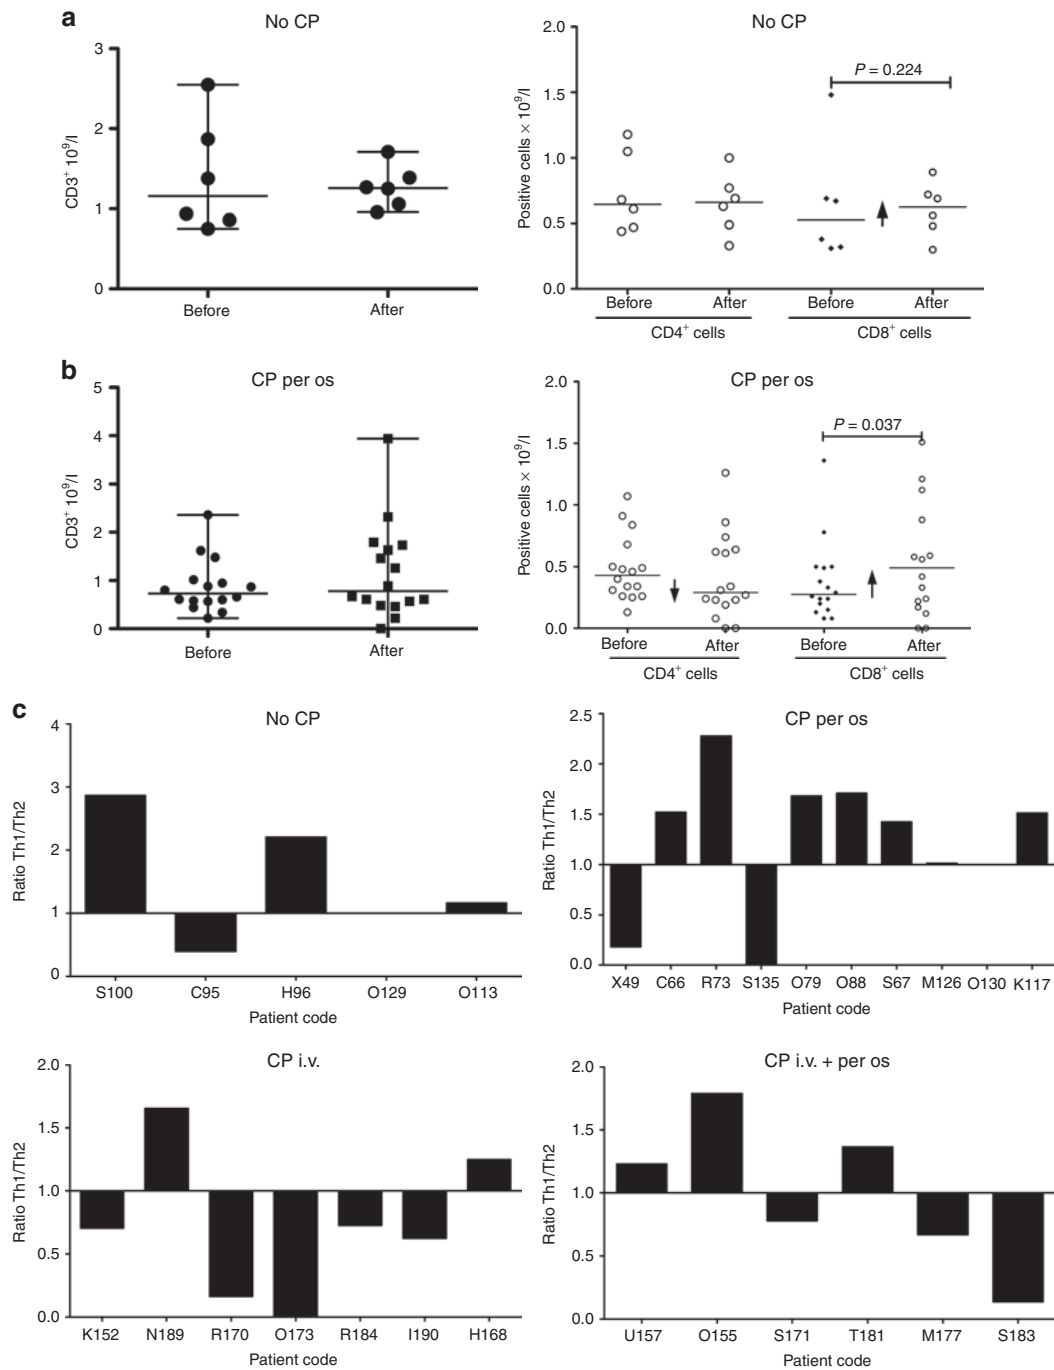 a
No CP
3
2
1
0
CD3⁺ 10⁹/l
Before
After
No CP
2.0
1.5
1.0
0.5
0.0
Positive cells × 10⁹/l
P = 0.224
Before
After
Before
After
CD4⁺ cells
CD8⁺ cells
b
CP per os
5
4
3
2
1
0
CD3⁺ 10⁹/l
Before
After
CP per os
2.0
1.5
1.0
0.5
0.0
Positive cells × 10⁹/l
P = 0.037
Before
After
Before
After
CD4⁺ cells
CD8⁺ cells
c
No CP
4
3
2
1
0
Ratio Th1/Th2
S100
C95
H96
O129
O113
Patient code
CP per os
2.5
2.0
1.5
1.0
0.5
0.0
Ratio Th1/Th2
X49
C66
R73
S135
O79
O88
S67
M126
O130
K117
Patient code
CP i.v.
2.0
1.5
1.0
0.5
0.0
Ratio Th1/Th2
K152
N189
R170
O173
R184
I190
H168
Patient code
CP i.v. + per os
2.0
1.5
1.0
0.5
0.0
Ratio Th1/Th2
U157
O155
S171
T181
M177
S183
Patient code